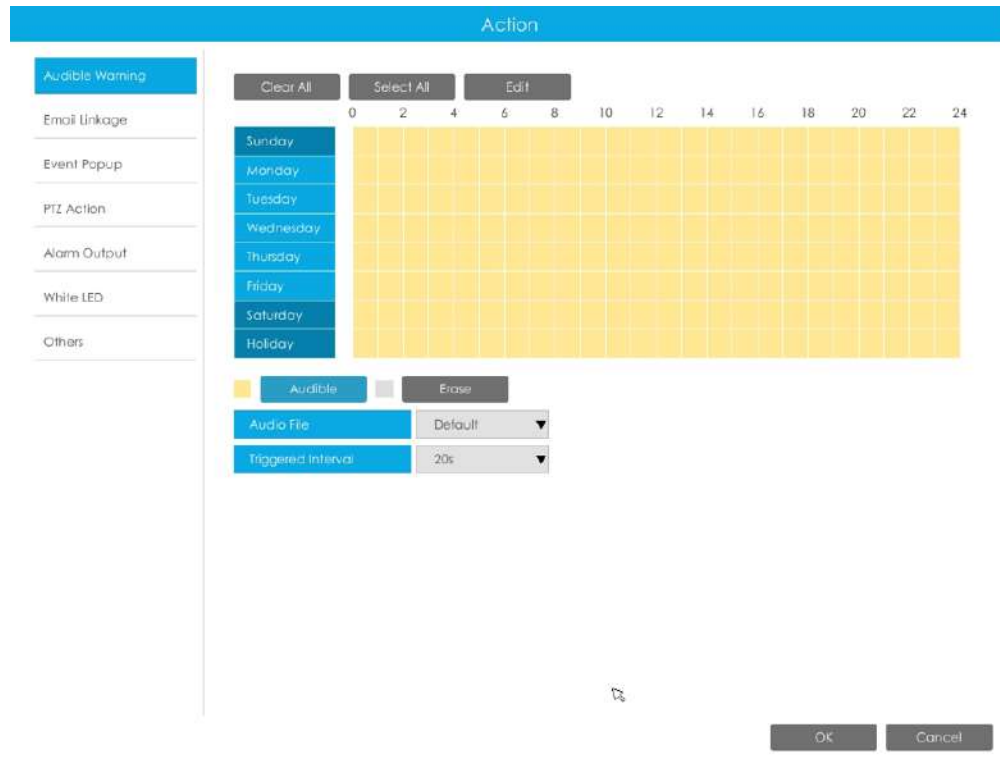 Action
Audible Warning
Email Linkage
Event Popup
PTZ Action
Alarm Output
White LED
Others
Clear All Select All Edit
0 2 4 6 8 10 12 14 16 18 20 22 24
Sunday
Monday
Tuesday
Wednesday
Thursday
Friday
Saturday
Holiday
Audible Erase
Audio File Default
Triggered Interval 20s
OK Cancel